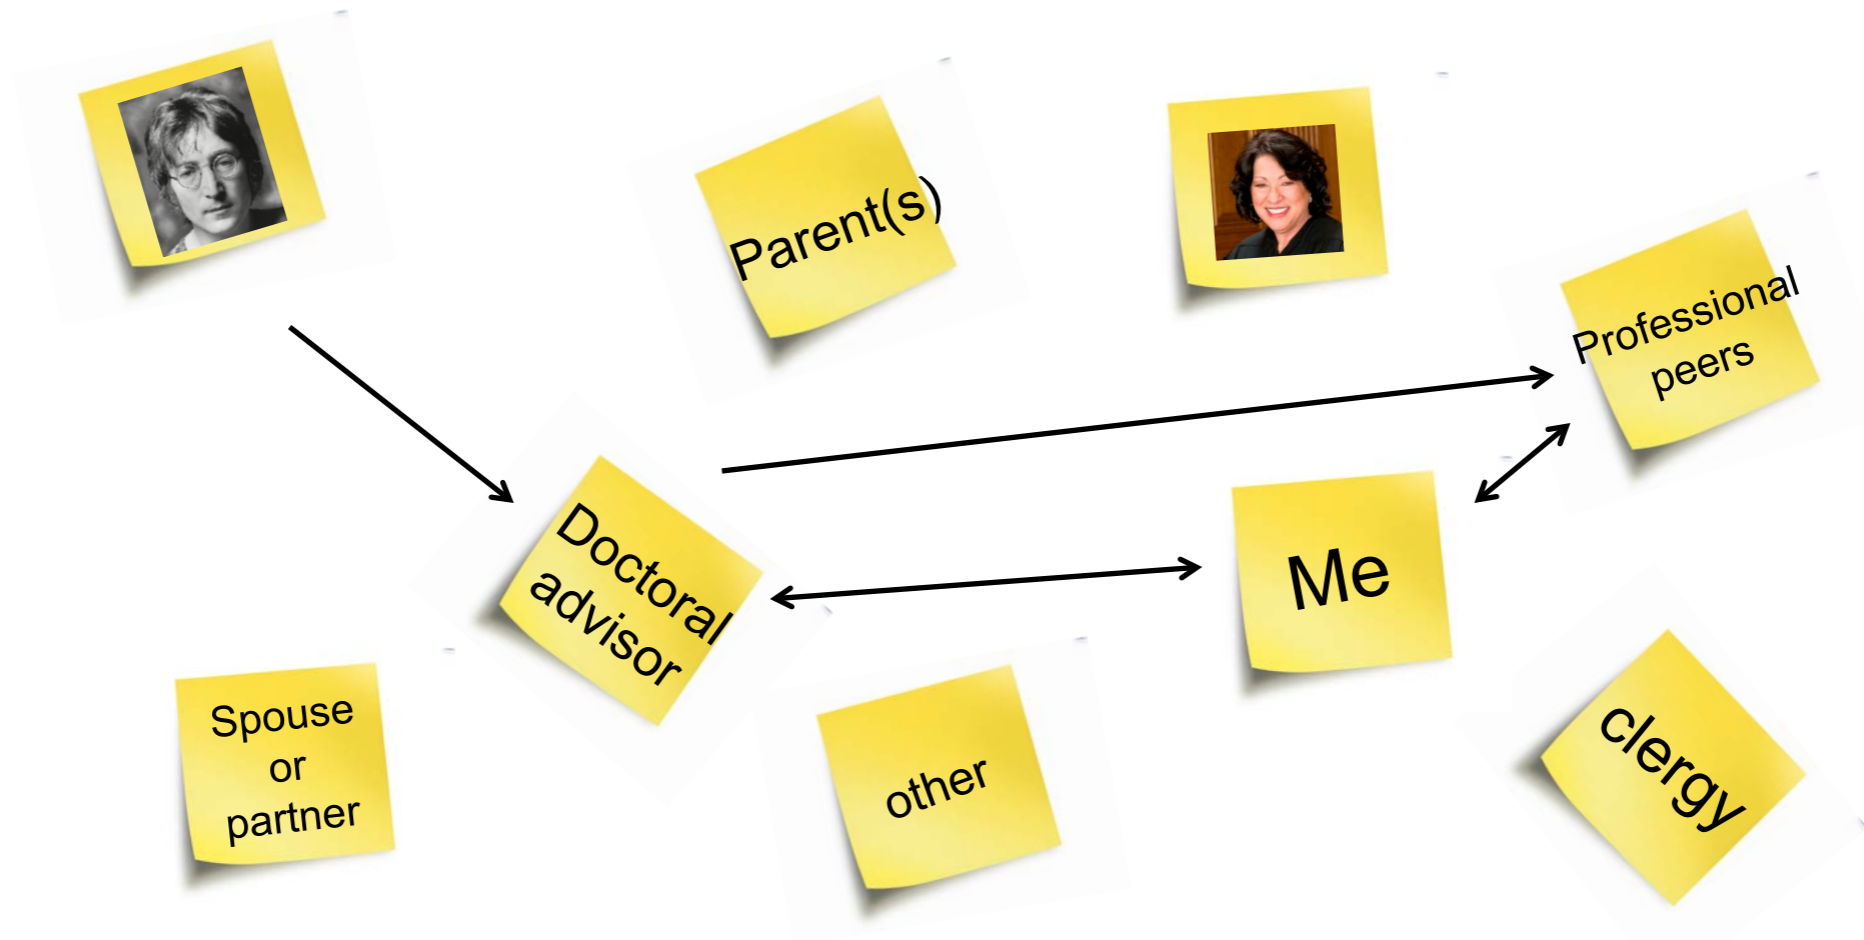 Parent(s)
Professional
peers
Doctoral
advisor
Me
Spouse
or
partner
other
clergy